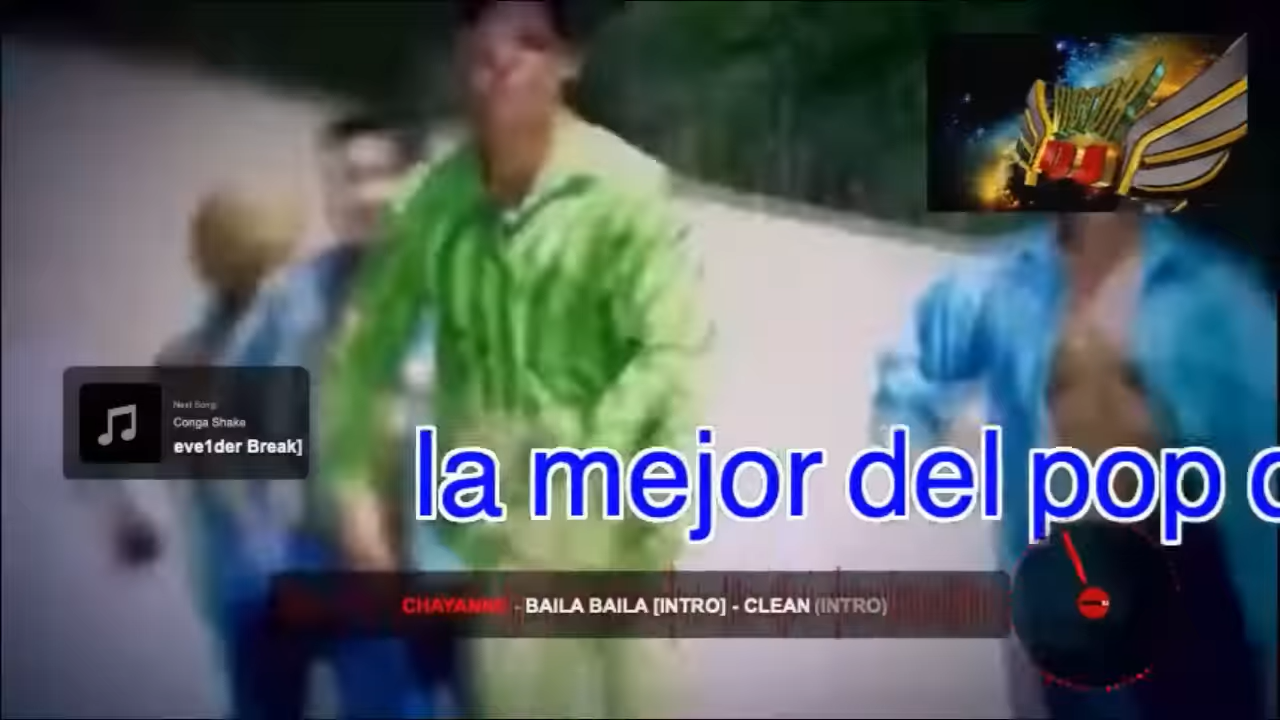 Next Song:
Conga Shake
eve1der Break]
la mejor del pop
CHAYANNE - BAILA BAILA [INTRO] - CLEAN (INTRO)